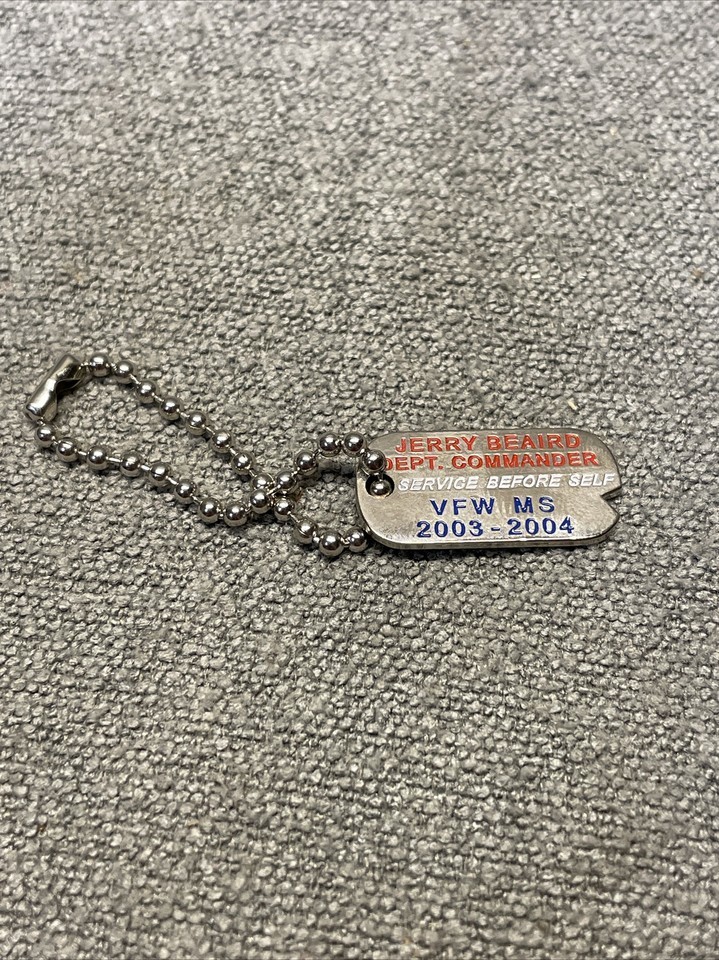 JERRY BEAIRD
DEPT. COMMANDER
SERVICE BEFORE SELF
VFW MS
2003-2004